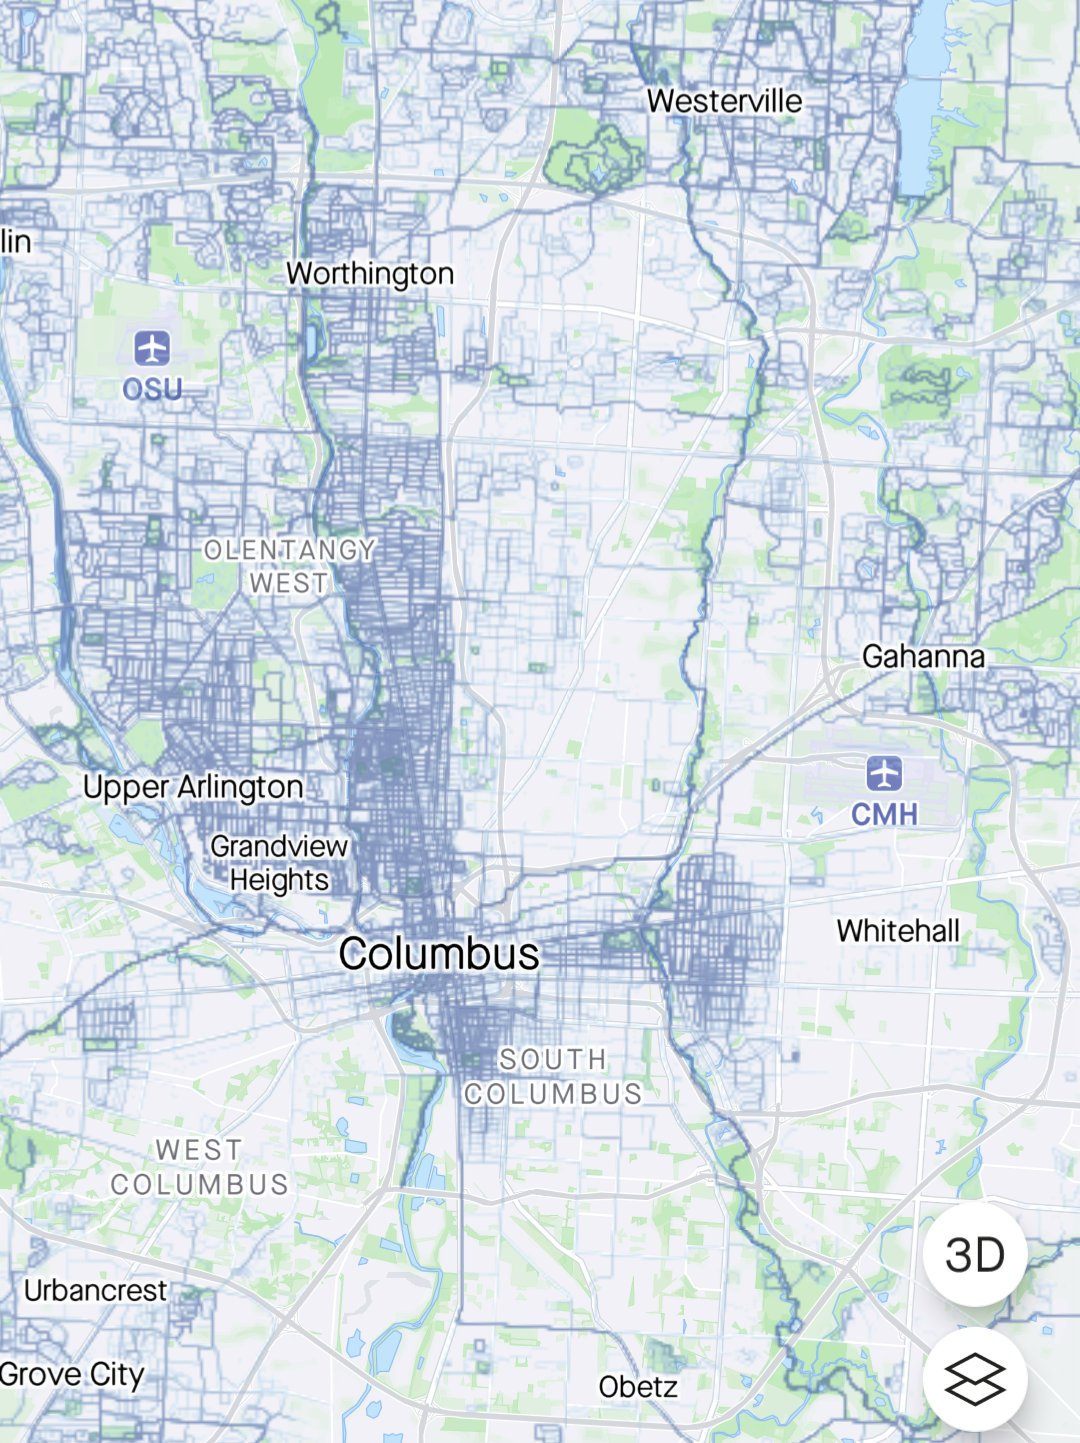 Westerville
lin
Worthington
OSU
OLENTANGY
WEST
Gahanna
Upper Arlington
CMH
Grandview
Heights
Whitehall
Columbus
SOUTH
COLUMBUS
WEST
COLUMBUS
3D
Urbancrest
Grove City
Obetz